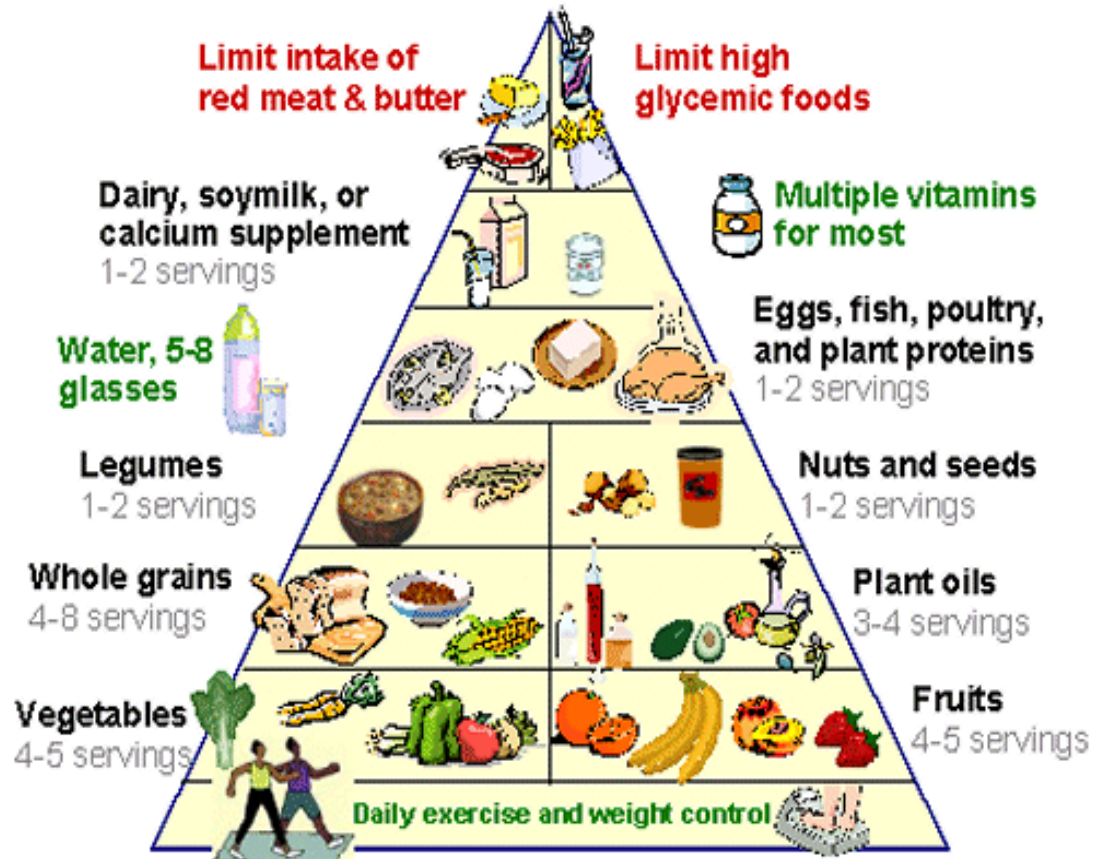 Limit intake of
red meat & butter
Limit high
glycemic foods
Dairy, soymilk, or
calcium supplement
1-2 servings
Multiple vitamins
for most
Water, 5-8
glasses
Eggs, fish, poultry,
and plant proteins
1-2 servings
Legumes
1-2 servings
Nuts and seeds
1-2 servings
Whole grains
4-8 servings
Plant oils
3-4 servings
Vegetables
4-5 servings
Fruits
4-5 servings
Daily exercise and weight control